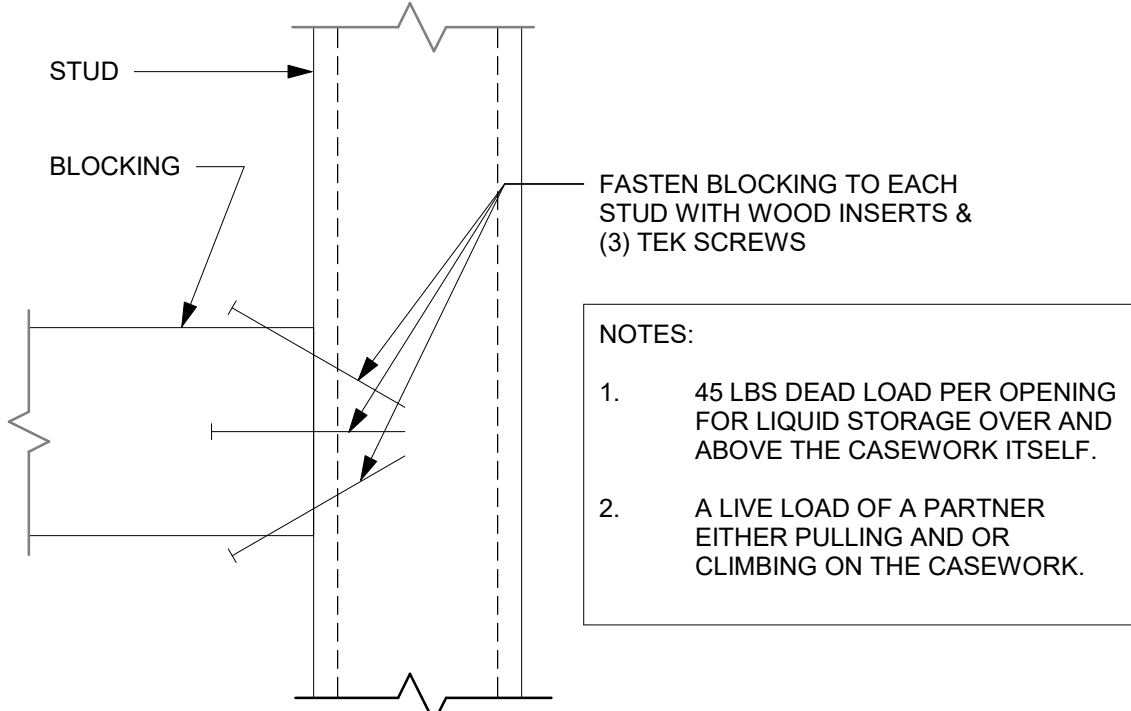 STUD
BLOCKING
FASTEN BLOCKING TO EACH
STUD WITH WOOD INSERTS &
(3) TEK SCREWS
NOTES:
1. 45 LBS DEAD LOAD PER OPENING
FOR LIQUID STORAGE OVER AND
ABOVE THE CASEWORK ITSELF.
2. A LIVE LOAD OF A PARTNER
EITHER PULLING AND OR
CLIMBING ON THE CASEWORK.